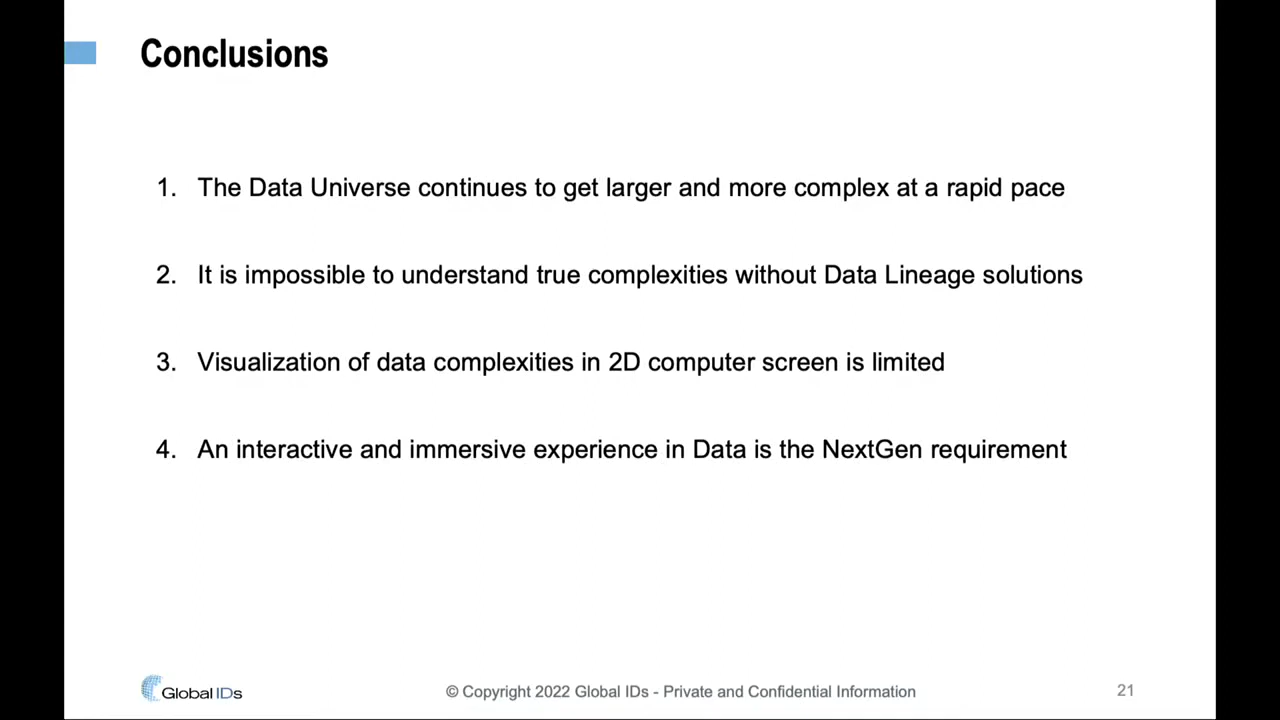 Conclusions
1. The Data Universe continues to get larger and more complex at a rapid pace
2. It is impossible to understand true complexities without Data Lineage solutions
3. Visualization of data complexities in 2D computer screen is limited
4. An interactive and immersive experience in Data is the NextGen requirement
Global IDs
© Copyright 2022 Global IDs - Private and Confidential Information
21